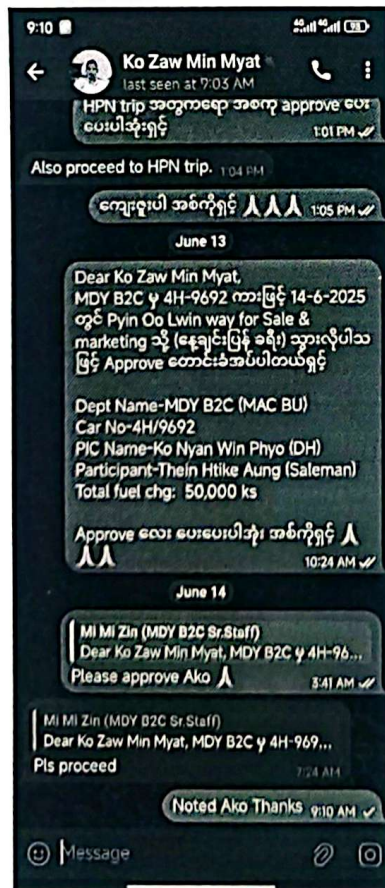 9:10
Ko Zaw Min Myat
last seen at 9:03 AM
HPN trip အတွက်ရော အစ်ကို approve ပေး
ပေးပါအုံးရှင့်
1:01 PM
Also proceed to HPN trip. 1:04 PM
ကျေးဇူးပါ အစ်ကိုရှင့် 🙏🙏🙏 1:05 PM
June 13
Dear Ko Zaw Min Myat,
MDY B2C မှ 4H-9692 ကားဖြင့် 14-6-2025
တွင် Pyin Oo Lwin way for Sale &
marketing သို့ (နေ့ချင်းပြန် ခရီး) သွားလိုပါသ
ဖြင့် Approve တောင်းခံအပ်ပါတယ်ရှင့်
Dept Name-MDY B2C (MAC BU)
Car No-4H/9692
PIC Name-Ko Nyan Win Phyo (DH)
Participant-Thein Htike Aung (Saleman)
Total fuel chg: 50,000 ks
Approve လေး ပေးပေးပါအုံး အစ်ကိုရှင့် 🙏
🙏🙏
10:24 AM
June 14
Mi Mi Zin (MDY B2C Sr.Staff)
Dear Ko Zaw Min Myat, MDY B2C မှ 4H-96...
Please approve Ako 🙏 8:41 AM
Mi Mi Zin (MDY B2C Sr.Staff)
Dear Ko Zaw Min Myat, MDY B2C မှ 4H-969...
Pls proceed
7:24 AM
Noted Ako Thanks 9:10 AM
Message